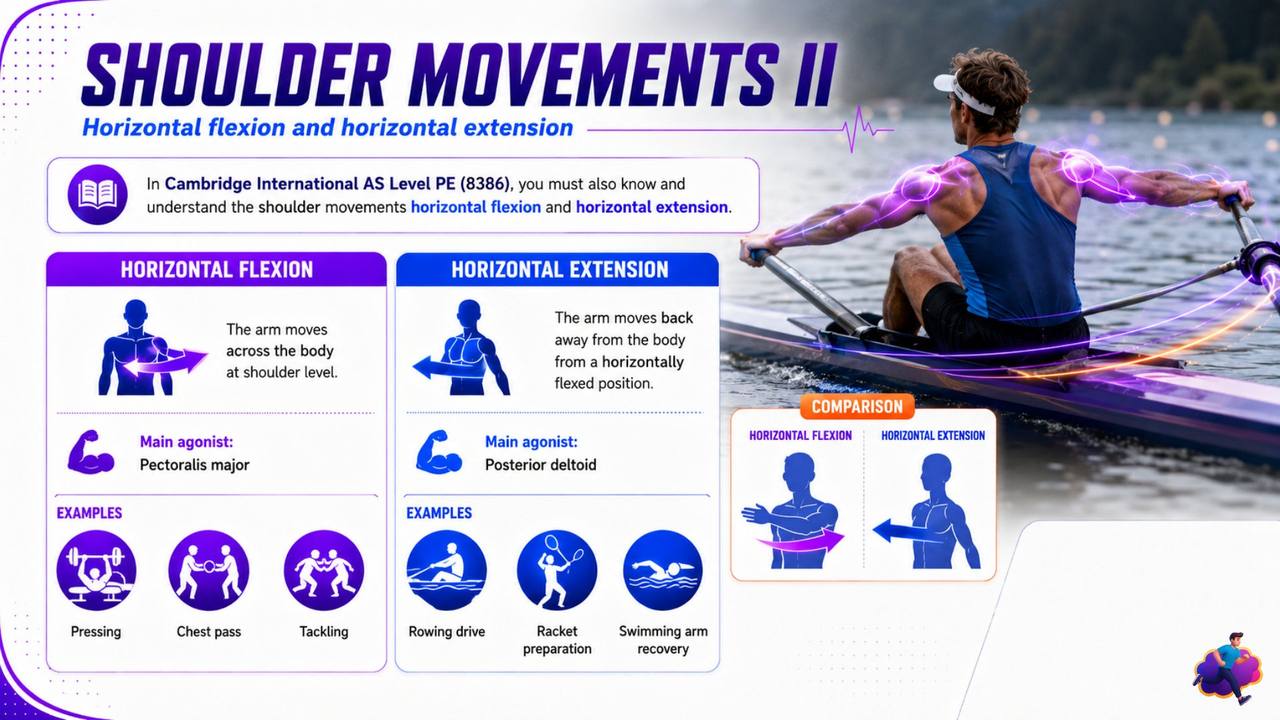 SHOULDER MOVEMENTS II
Horizontal flexion and horizontal extension
In Cambridge International AS Level PE (8386), you must also know and
understand the shoulder movements horizontal flexion and horizontal extension.
HORIZONTAL FLEXION
The arm moves
across the body
at shoulder level.
Main agonist:
Pectoralis major
EXAMPLES
Pressing
Chest pass
Tackling
HORIZONTAL EXTENSION
The arm moves back
away from the body
from a horizontally
flexed position.
Main agonist:
Posterior deltoid
EXAMPLES
Rowing drive
Racket
preparation
Swimming arm
recovery
COMPARISON
HORIZONTAL FLEXION
HORIZONTAL EXTENSION